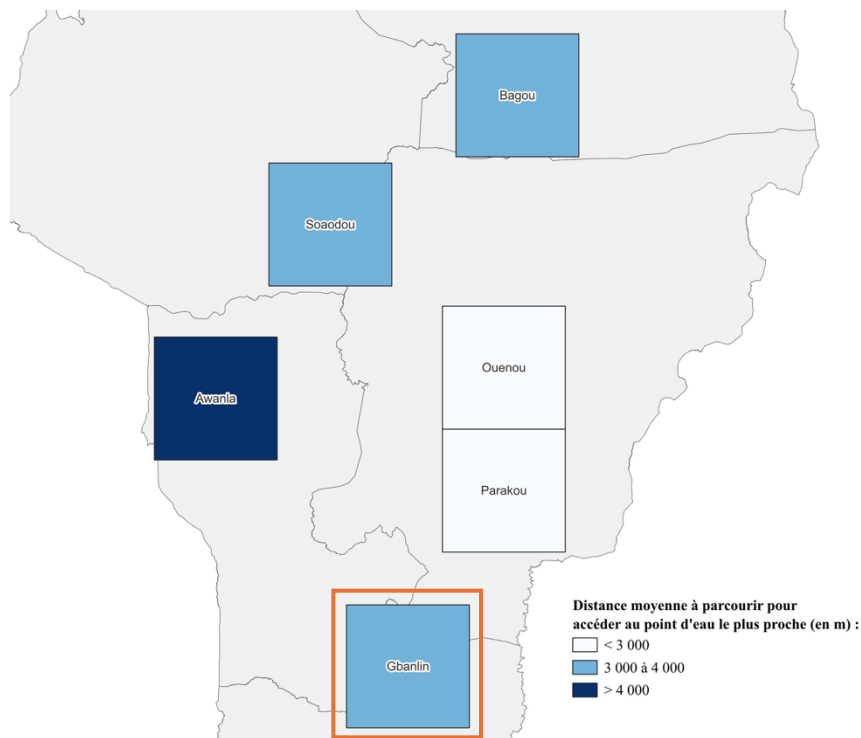 Bagou
Soaodou
Ouenou
Awanla
Parakou
Gbanlin
Distance moyenne à parcourir pour
accéder au point d'eau le plus proche (en m) :
< 3 000
3 000 à 4 000
> 4 000